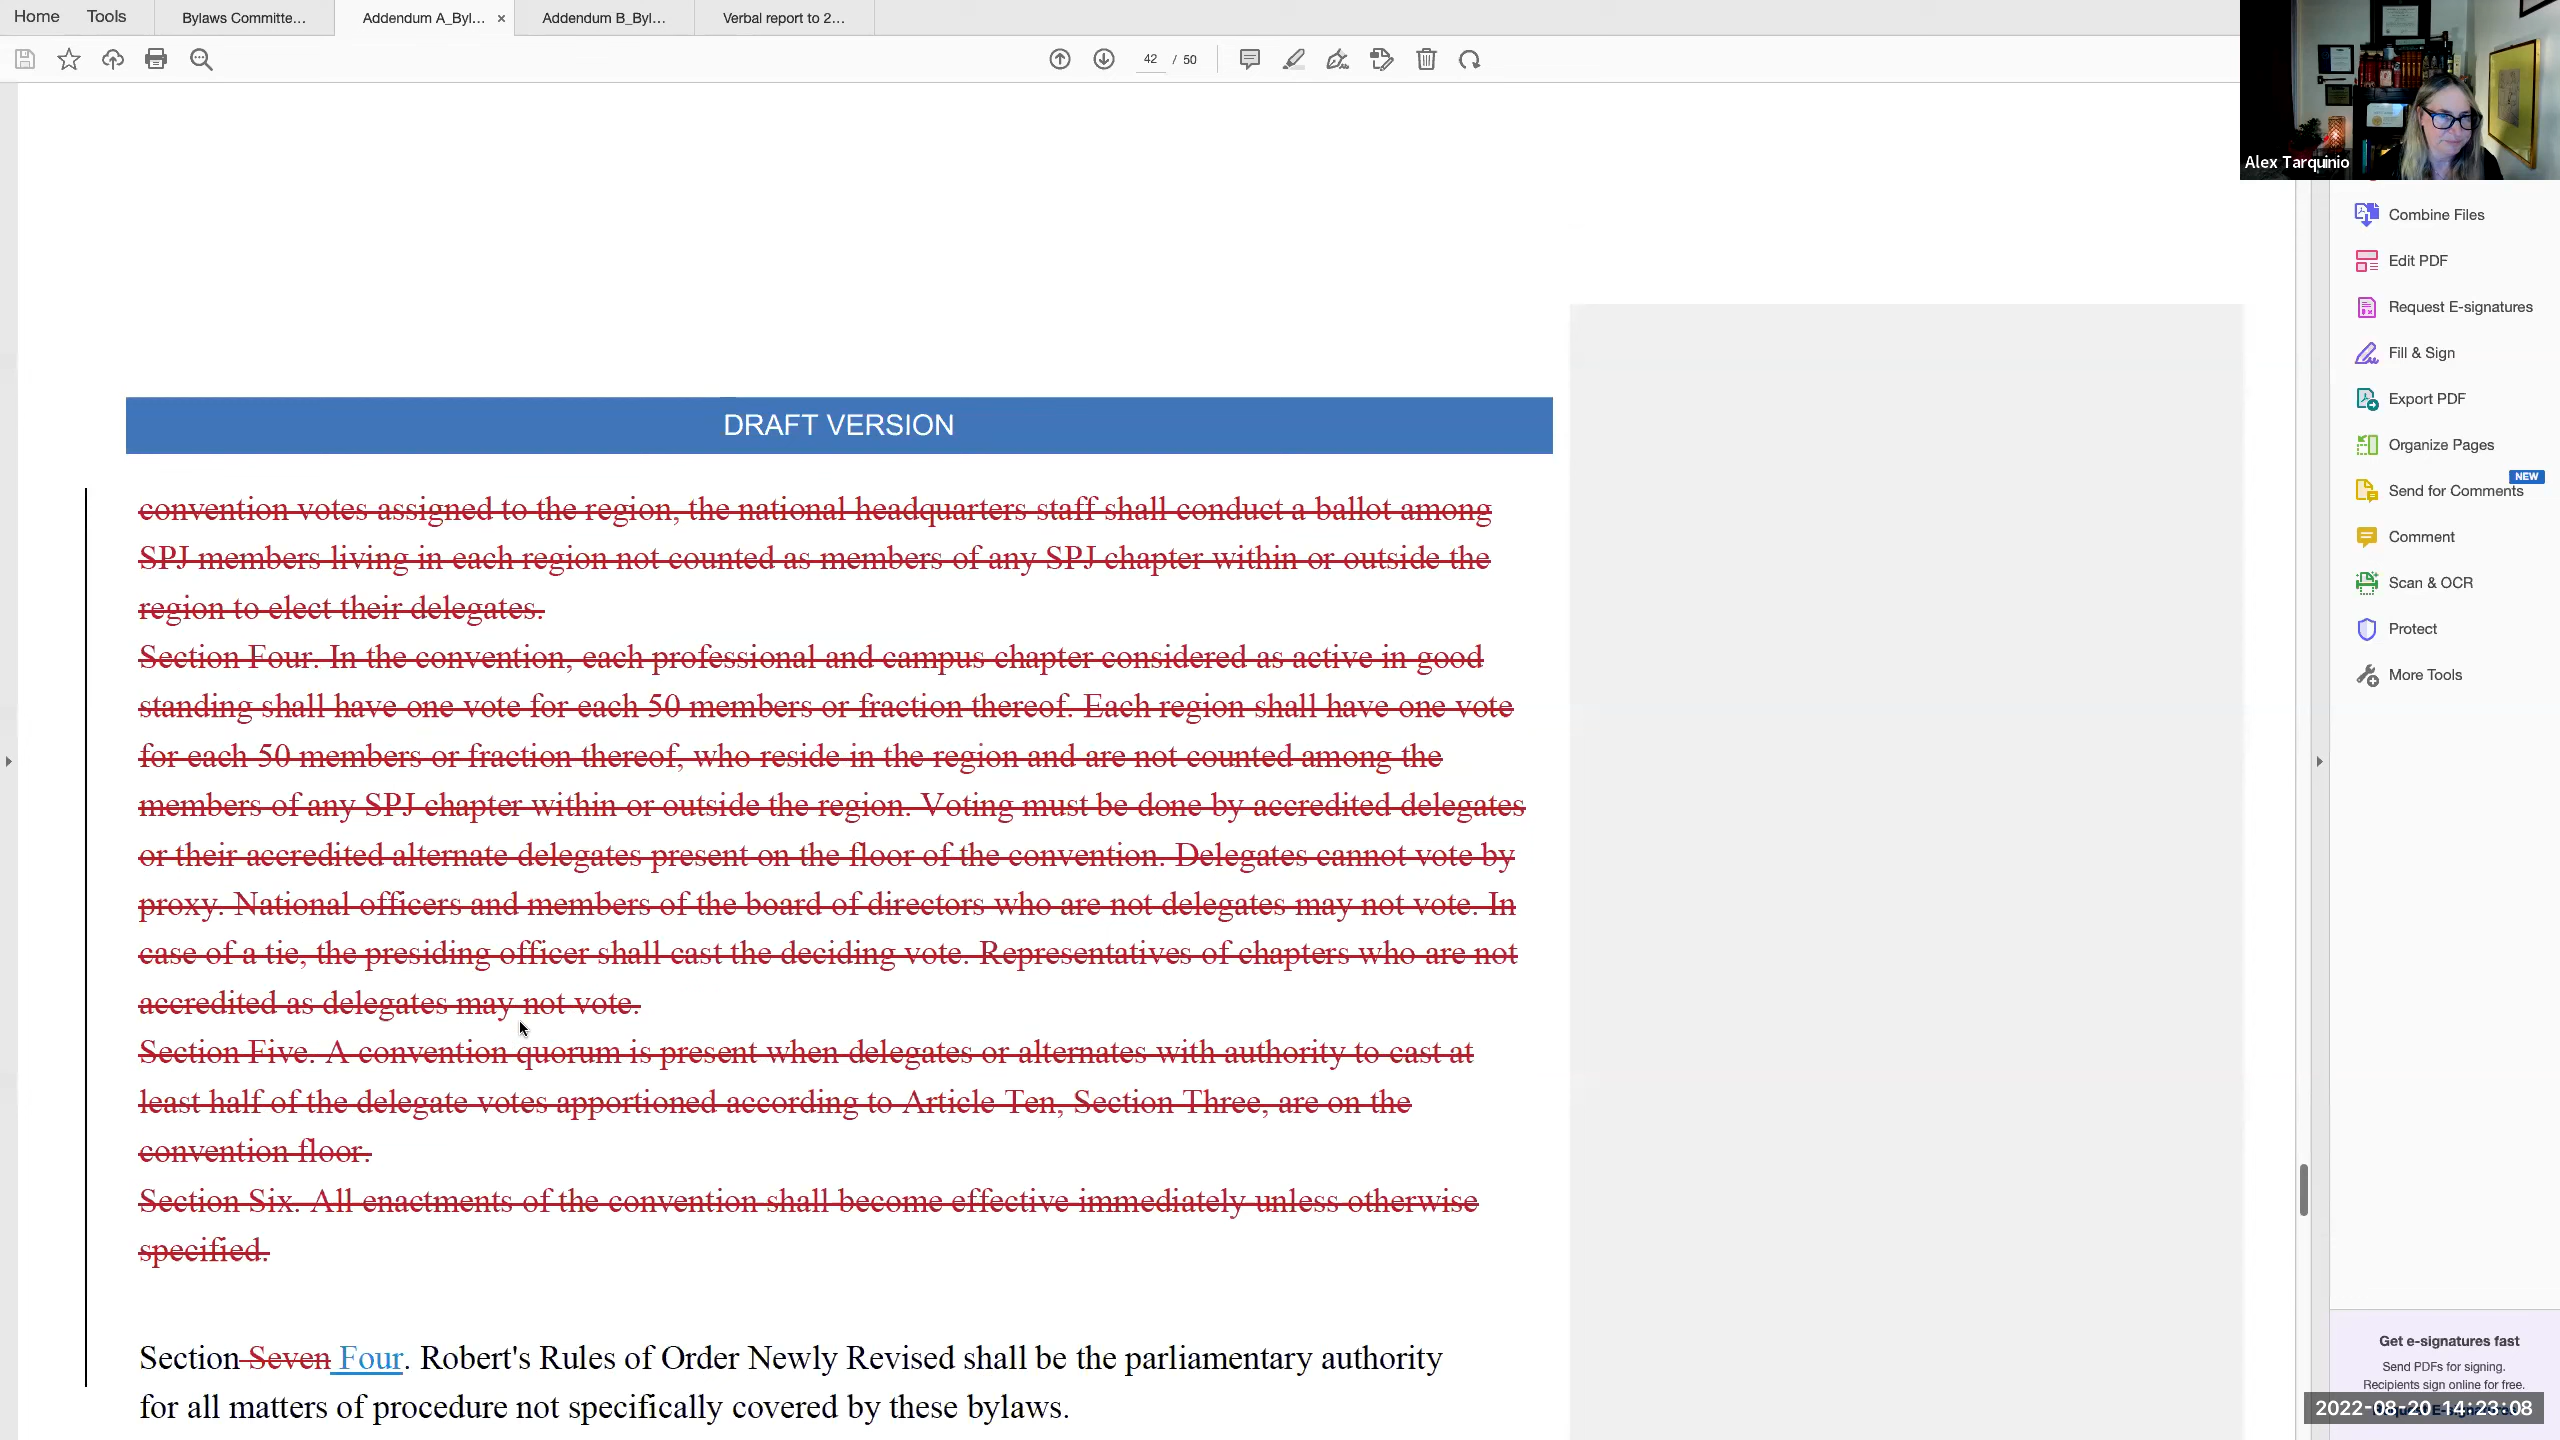 Home Tools Bylaws Committe... Addendum A_Byl... × Addendum B_Byl... Verbal report to 2...
42 / 50
Alex Tarquinio
Combine Files
Edit PDF
Request E-signatures
Fill & Sign
Export PDF
Organize Pages
NEW
Send for Comments
Comment
Scan & OCR
Protect
More Tools
DRAFT VERSION
convention votes assigned to the region, the national headquarters staff shall conduct a ballot among
SPJ members living in each region not counted as members of any SPJ chapter within or outside the
region to elect their delegates.
Section Four. In the convention, each professional and campus chapter considered as active in good
standing shall have one vote for each 50 members or fraction thereof. Each region shall have one vote
for each 50 members or fraction thereof, who reside in the region and are not counted among the
members of any SPJ chapter within or outside the region. Voting must be done by accredited delegates
or their accredited alternate delegates present on the floor of the convention. Delegates cannot vote by
proxy. National officers and members of the board of directors who are not delegates may not vote. In
case of a tie, the presiding officer shall cast the deciding vote. Representatives of chapters who are not
accredited as delegates may not vote.
Section Five. A convention quorum is present when delegates or alternates with authority to cast at
least half of the delegate votes apportioned according to Article Ten, Section Three, are on the
convention floor.
Section Six. All enactments of the convention shall become effective immediately unless otherwise
specified.
Section Seven Four. Robert's Rules of Order Newly Revised shall be the parliamentary authority
for all matters of procedure not specifically covered by these bylaws.
Get e-signatures fast
Send PDFs for signing.
Recipients sign online for free.
2022-08-20 14:23:08